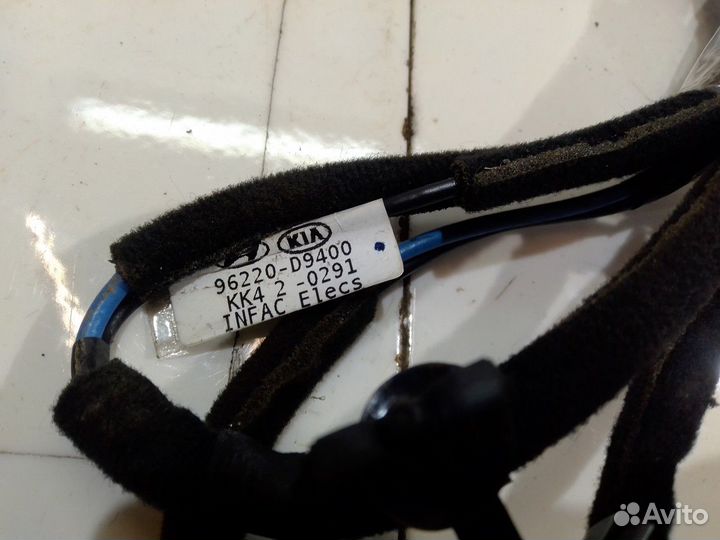 KIA
96220-D9400
KK4 2 -0291
INFAC Elecs
Avito